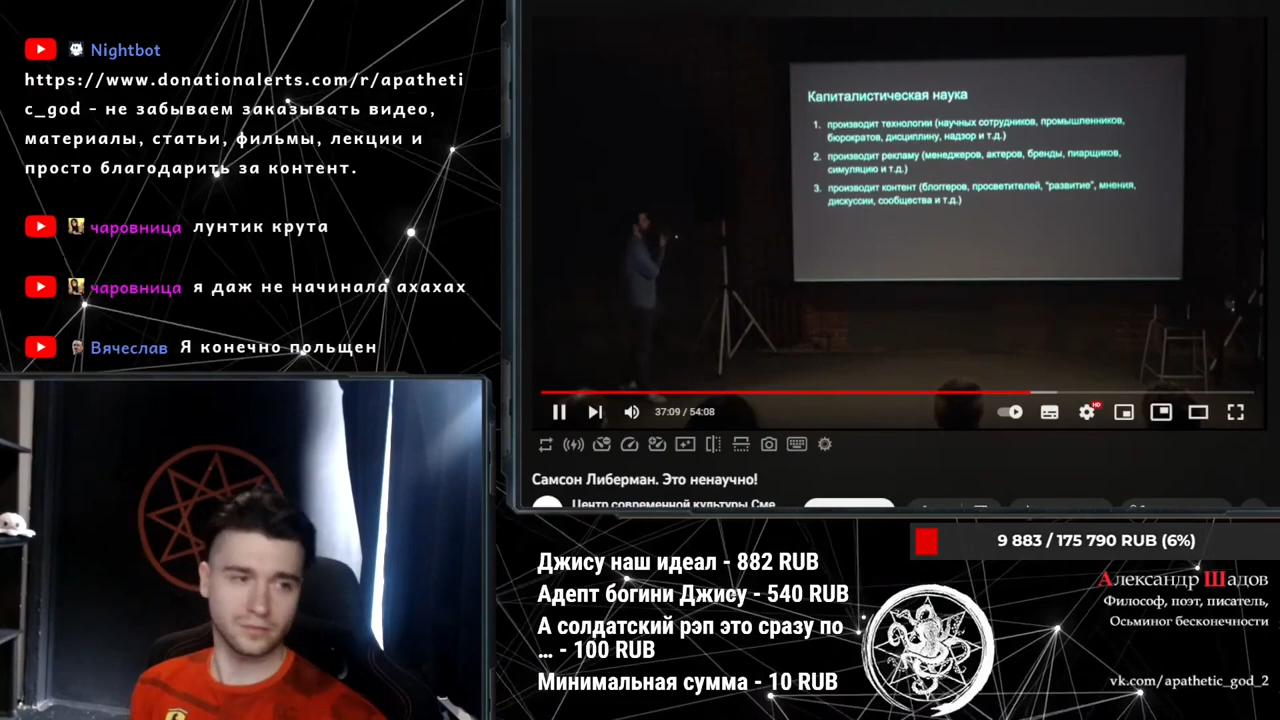 Nightbot
https://www.donationalerts.com/r/apatheti
c_god - не забываем заказывать видео,
материалы, статьи, фильмы, лекции и
просто благодарить за контент.
чаровница лунтик крута
чаровница я даж не начинала ахахах
Вячеслав Я конечно польщен
Капиталистическая наука
1. производит технологии (научных сотрудников, промышленников,
бюрократов, дисциплину, надзор и т.д.)
2. производит рекламу (менеджеров, актеров, бренды, пиарщиков,
симуляцию и т.д.)
3. производит контент (блоггеров, просветителей, "развитие", мнения,
дискуссии, сообщества и т.д.)
37:09 / 54:08
HD
Самсон Либерман. Это ненаучно!
Центр современной культуры Сме
9 883 / 175 790 RUB (6%)
Джису наш идеал - 882 RUB
Адепт богини Джису - 540 RUB
А солдатский рэп это сразу по
... - 100 RUB
Минимальная сумма - 10 RUB
Александр Шадов
Философ, поэт, писатель,
Осьминог бесконечности
vk.com/apathetic_god_2